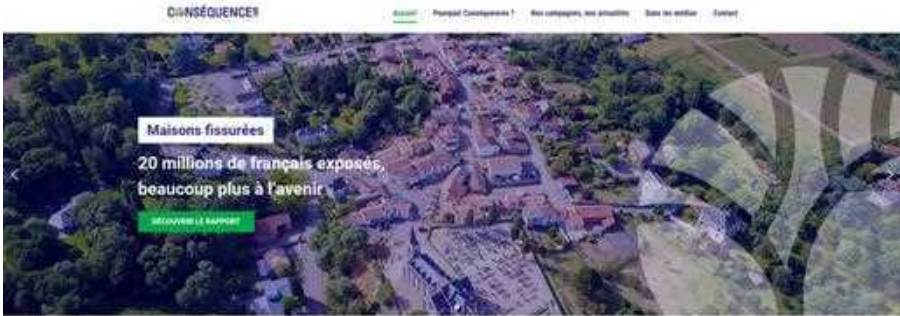 CONSÉQUENCES
Accueil Pourquoi Conséquences ? Nos campagnes, nos actualités Dans les médias Contact
Maisons fissurées
20 millions de français exposés,
beaucoup plus à l'avenir
DÉCOUVRIR LE RAPPORT